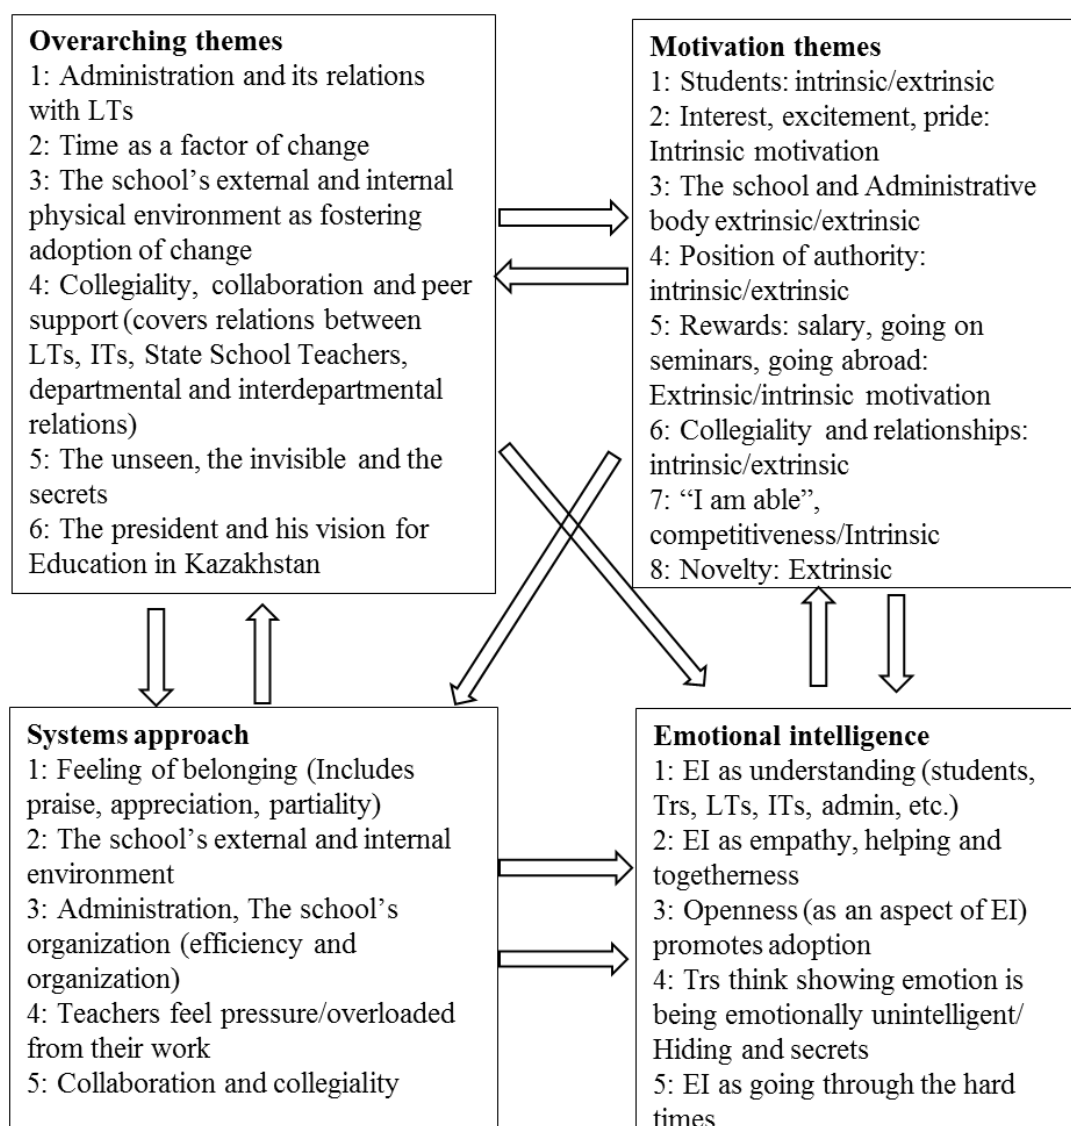 Overarching themes
1: Administration and its relations
with LTs
2: Time as a factor of change
3: The school’s external and internal
physical environment as fostering
adoption of change
4: Collegiality, collaboration and peer
support (covers relations between
LTs, ITs, State School Teachers,
departmental and interdepartmental
relations)
5: The unseen, the invisible and the
secrets
6: The president and his vision for
Education in Kazakhstan
Motivation themes
1: Students: intrinsic/extrinsic
2: Interest, excitement, pride:
Intrinsic motivation
3: The school and Administrative
body extrinsic/extrinsic
4: Position of authority:
intrinsic/extrinsic
5: Rewards: salary, going on
seminars, going abroad:
Extrinsic/intrinsic motivation
6: Collegiality and relationships:
intrinsic/extrinsic
7: “I am able”,
competitiveness/Intrinsic
8: Novelty: Extrinsic
Systems approach
1: Feeling of belonging (Includes
praise, appreciation, partiality)
2: The school’s external and internal
environment
3: Administration, The school’s
organization (efficiency and
organization)
4: Teachers feel pressure/overloaded
from their work
5: Collaboration and collegiality
Emotional intelligence
1: EI as understanding (students,
Trs, LTs, ITs, admin, etc.)
2: EI as empathy, helping and
togetherness
3: Openness (as an aspect of EI)
promotes adoption
4: Trs think showing emotion is
being emotionally unintelligent/
Hiding and secrets
5: EI as going through the hard
times